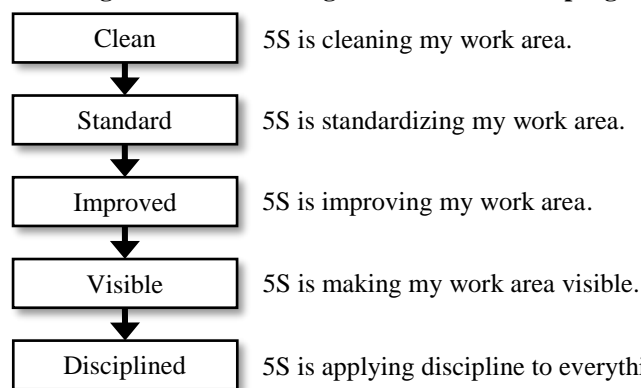 Clean 5S is cleaning my work area.
Standard 5S is standardizing my work area.
Improved 5S is improving my work area.
Visible 5S is making my work area visible.
Disciplined 5S is applying discipline to